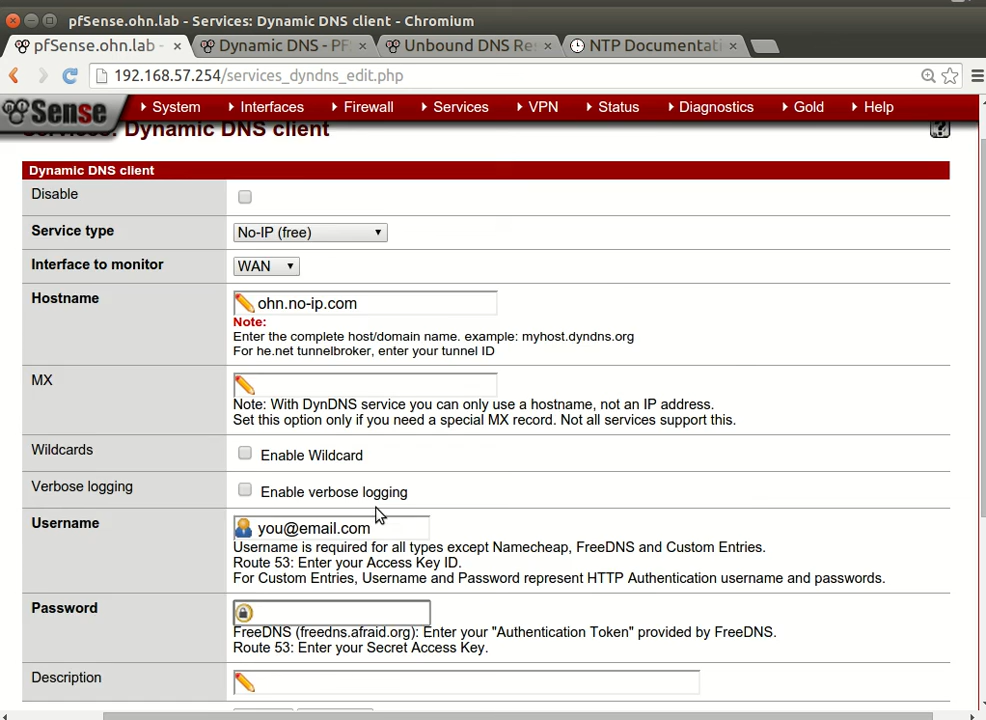 pfSense.ohn.lab - Services: Dynamic DNS client - Chromium
pfSense.ohn.lab -
Dynamic DNS - PF
Unbound DNS Re
NTP Documentati
192.168.57.254/services_dyndns_edit.php
Sense
System
Interfaces
Firewall
Services
VPN
Status
Diagnostics
Gold
Help
Services: Dynamic DNS client
?
Dynamic DNS client
Disable
Service type
No-IP (free)
Interface to monitor
WAN
Hostname
ohn.no-ip.com
Note:
Enter the complete host/domain name. example: myhost.dyndns.org
For he.net tunnelbroker, enter your tunnel ID
MX
Note: With DynDNS service you can only use a hostname, not an IP address.
Set this option only if you need a special MX record. Not all services support this.
Wildcards
Enable Wildcard
Verbose logging
Enable verbose logging
Username
you@email.com
Username is required for all types except Namecheap, FreeDNS and Custom Entries.
Route 53: Enter your Access Key ID.
For Custom Entries, Username and Password represent HTTP Authentication username and passwords.
Password
FreeDNS (freedns.afraid.org): Enter your "Authentication Token" provided by FreeDNS.
Route 53: Enter your Secret Access Key.
Description